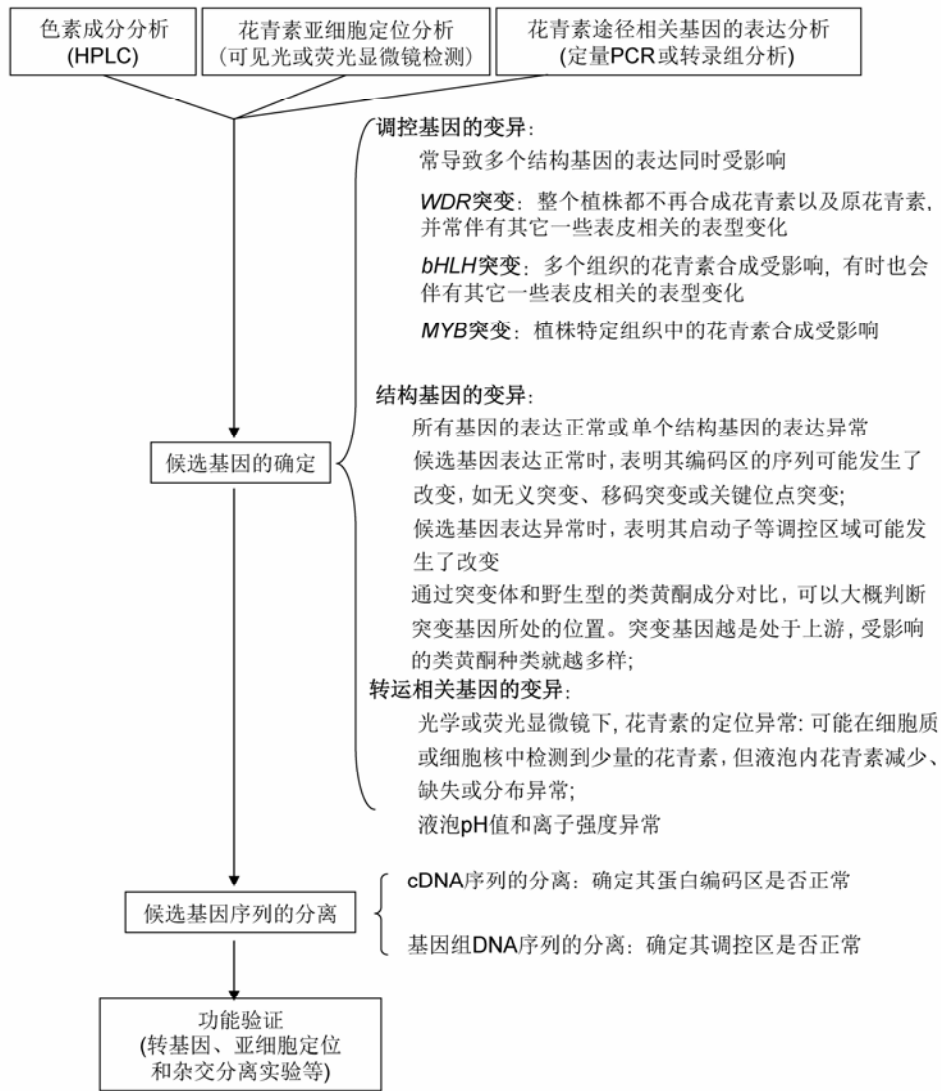 色素成分分析
(HPLC)
花青素亚细胞定位分析
(可见光或荧光显微镜检测)
花青素途径相关基因的表达分析
(定量PCR或转录组分析)
调控基因的变异:
常导致多个结构基因的表达同时受影响
WDR突变: 整个植株都不再合成花青素以及原花青素,
并常伴有其它一些表皮相关的表型变化
bHLH突变: 多个组织的花青素合成受影响, 有时也会
伴有其它一些表皮相关的表型变化
MYB突变: 植株特定组织中的花青素合成受影响
候选基因的确定
结构基因的变异:
所有基因的表达正常或单个结构基因的表达异常
候选基因表达正常时, 表明其编码区的序列可能发生了
改变, 如无义突变、移码突变或关键位点突变;
候选基因表达异常时, 表明其启动子等调控区域可能发
生了改变
通过突变体和野生型的类黄酮成分对比, 可以大概判断
突变基因所处的位置。突变基因越是处于上游, 受影响
的类黄酮种类就越多样;
转运相关基因的变异:
光学或荧光显微镜下, 花青素的定位异常: 可能在细胞质
或细胞核中检测到少量的花青素, 但液泡内花青素减少、
缺失或分布异常;
液泡pH值和离子强度异常
候选基因序列的分离
cDNA序列的分离: 确定其蛋白编码区是否正常
基因组DNA序列的分离: 确定其调控区是否正常
功能验证
(转基因、亚细胞定位
和杂交分离实验等)